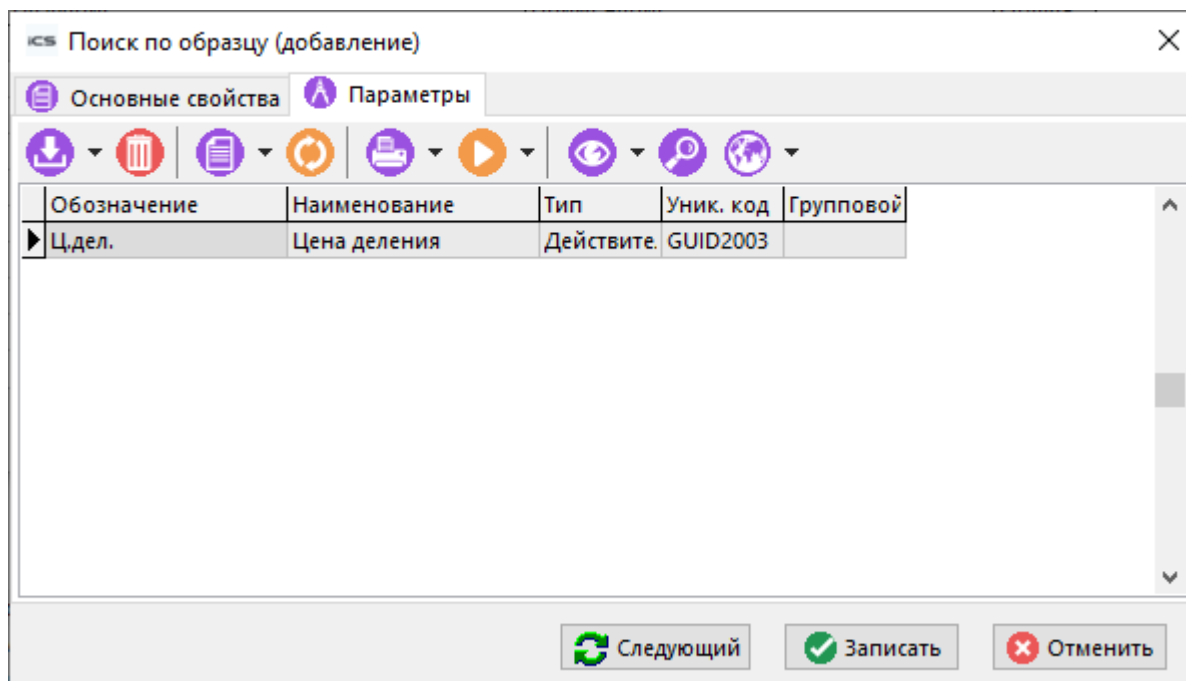 iCS Поиск по образцу (добавление)
Основные свойства Параметры
Обозначение Наименование Тип Уник. код Групповой
Ц.дел. Цена деления Действите. GUID2003
Следующий Записать Отменить